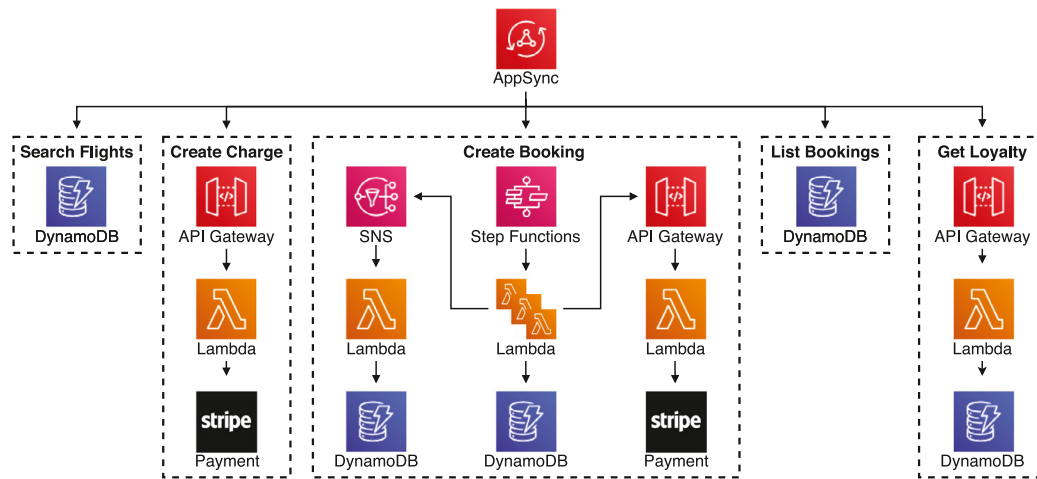 AppSync
Search Flights
DynamoDB
Create Charge
</>
API Gateway
Lambda
stripe
Payment
Create Booking
SNS
Step Functions
</>
API Gateway
Lambda
Lambda
Lambda
stripe
DynamoDB
DynamoDB
Payment
List Bookings
DynamoDB
Get Loyalty
</>
API Gateway
Lambda
DynamoDB